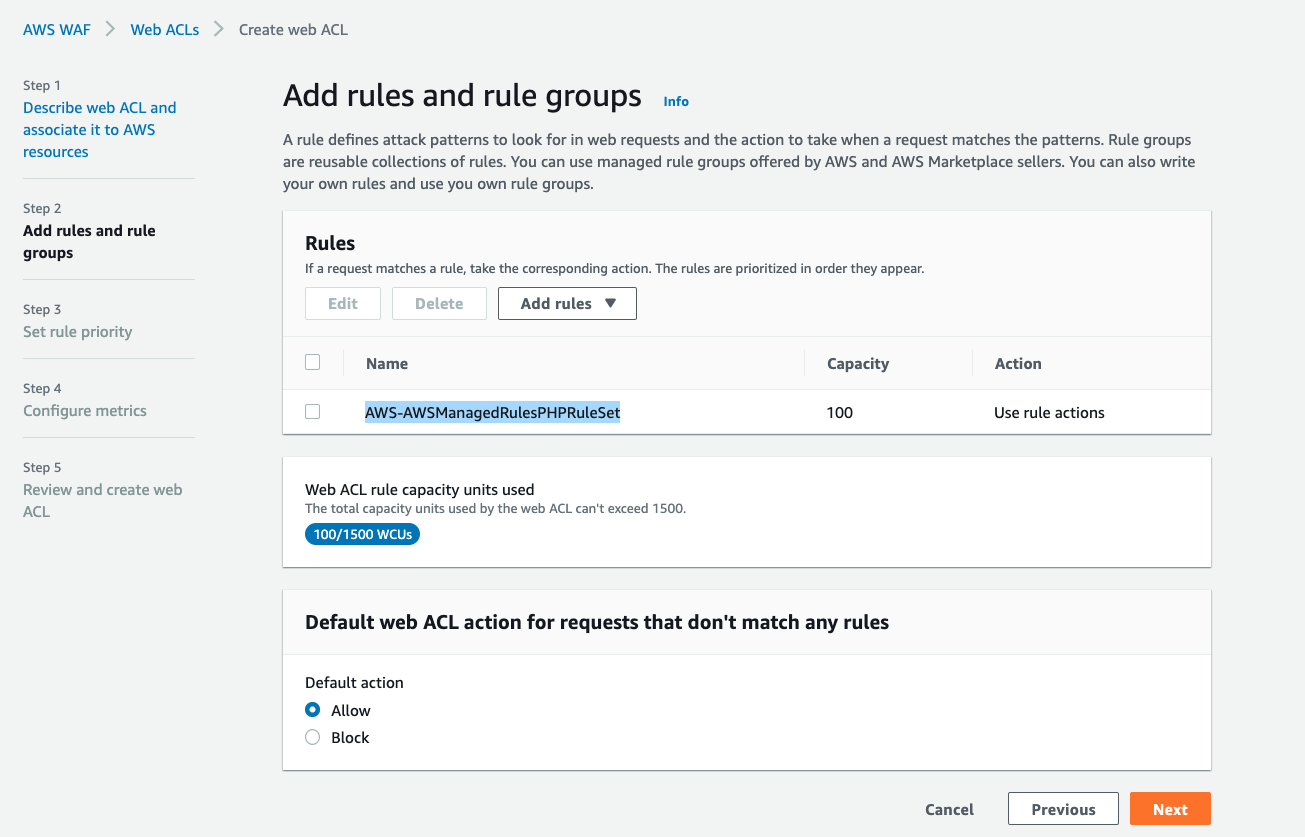 AWS WAF > Web ACLs > Create web ACL
Step 1
Describe web ACL and
associate it to AWS
resources
Step 2
Add rules and rule
groups
Step 3
Set rule priority
Step 4
Configure metrics
Step 5
Review and create web
ACL
Add rules and rule groups Info
A rule defines attack patterns to look for in web requests and the action to take when a request matches the patterns. Rule groups
are reusable collections of rules. You can use managed rule groups offered by AWS and AWS Marketplace sellers. You can also write
your own rules and use you own rule groups.
Rules
If a request matches a rule, take the corresponding action. The rules are prioritized in order they appear.
Edit Delete Add rules
Name Capacity Action
AWS-AWSManagedRulesPHPRuleSet 100 Use rule actions
Web ACL rule capacity units used
The total capacity units used by the web ACL can't exceed 1500.
100/1500 WCUs
Default web ACL action for requests that don't match any rules
Default action
Allow
Block
Cancel Previous Next